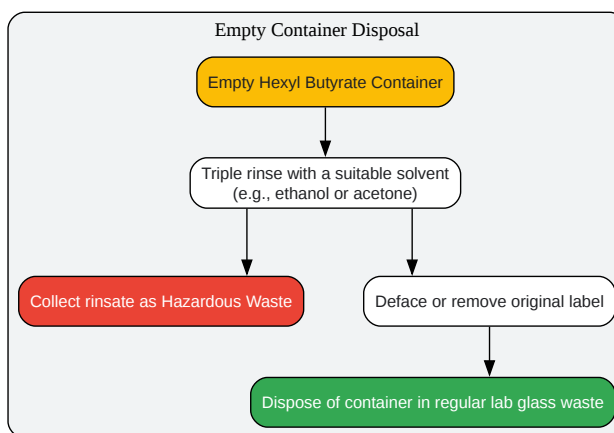 Empty Container Disposal
Empty Hexyl Butyrate Container
Triple rinse with a suitable solvent
(e.g., ethanol or acetone)
Collect rinsate as Hazardous Waste
Deface or remove original label
Dispose of container in regular lab glass waste